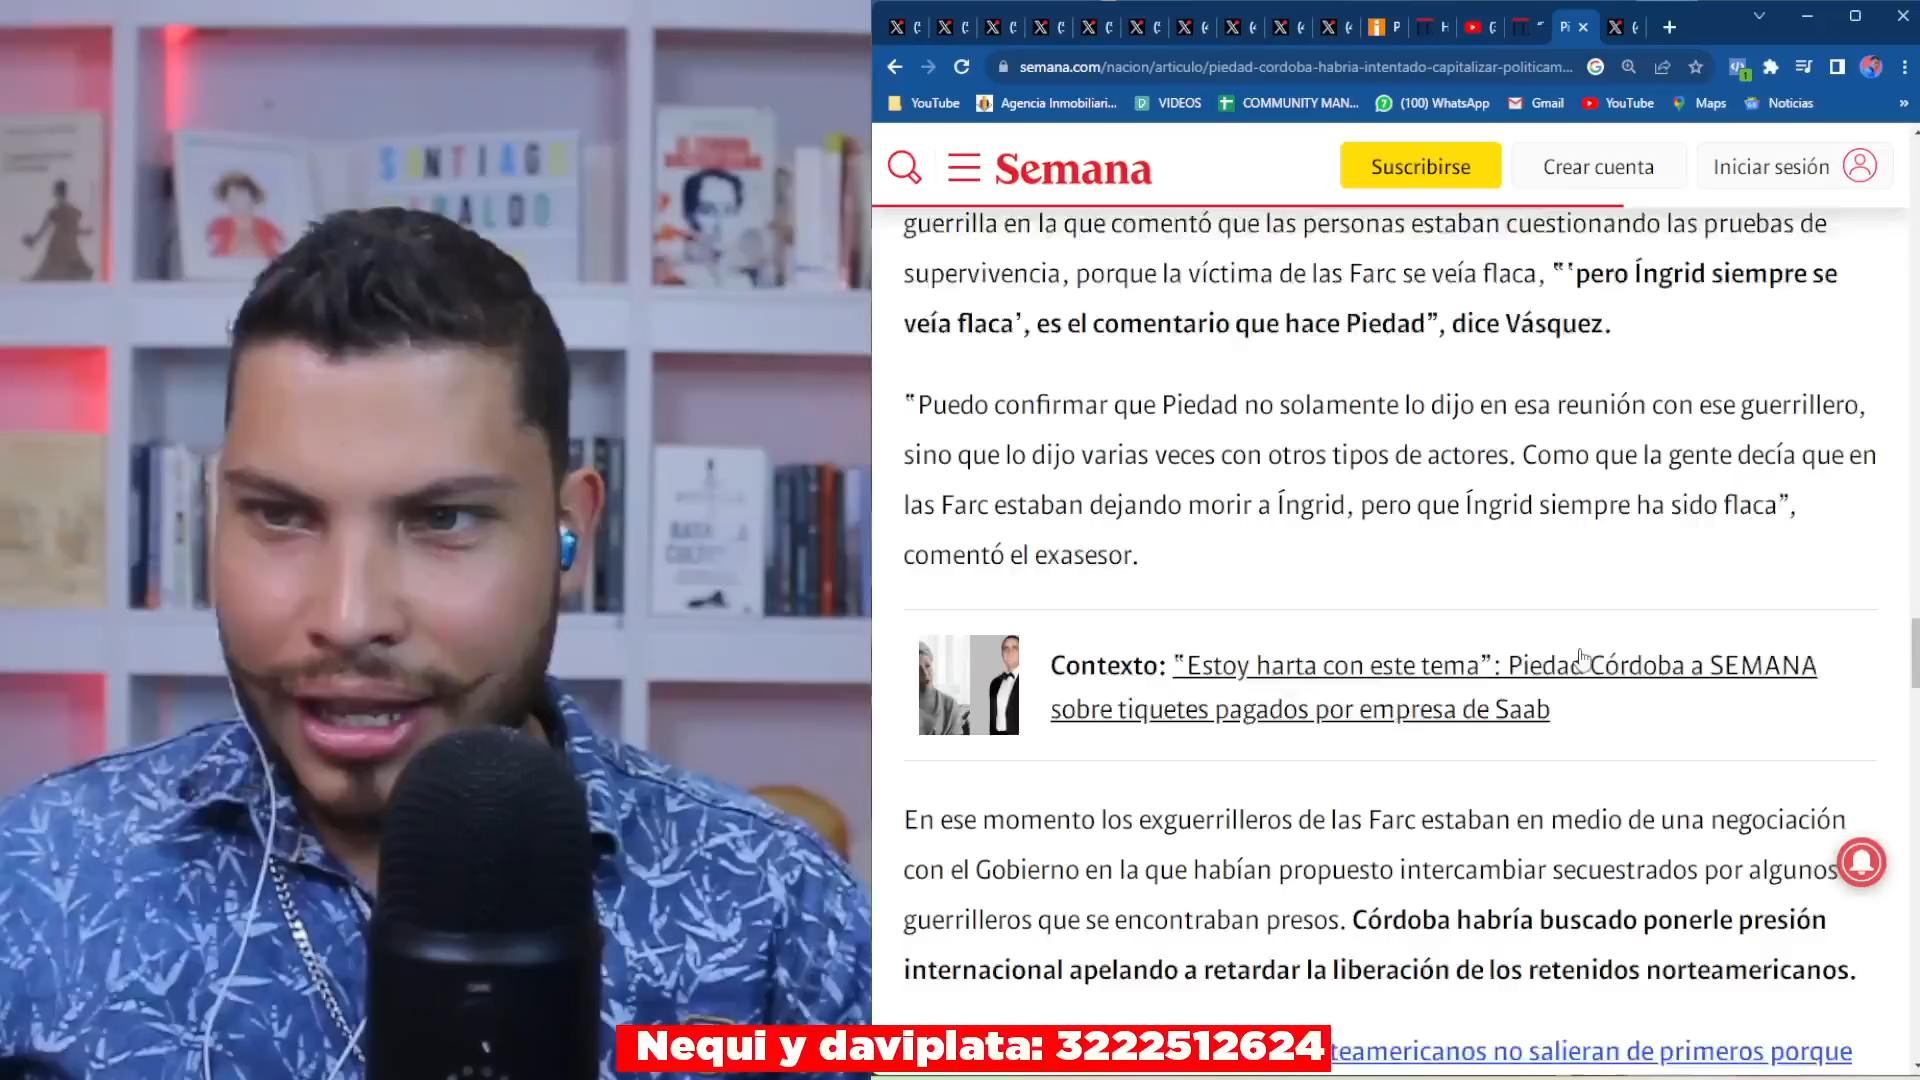 SANTIAGO
GIRALDO
P
H
Pi
semana.com/nacion/articulo/piedad-cordoba-habria-intentado-capitalizar-politicam...
1
YouTube
Agencia Inmobiliari...
VIDEOS
COMMUNITY MAN...
(100) WhatsApp
Gmail
YouTube
Maps
Noticias
»
Semana
Suscribirse
Crear cuenta
Iniciar sesión
guerrilla en la que comentó que las personas estaban cuestionando las pruebas de
supervivencia, porque la víctima de las Farc se veía flaca, “‘pero Íngrid siempre se
veía flaca’, es el comentario que hace Piedad”, dice Vásquez.
“Puedo confirmar que Piedad no solamente lo dijo en esa reunión con ese guerrillero,
sino que lo dijo varias veces con otros tipos de actores. Como que la gente decía que en
las Farc estaban dejando morir a Íngrid, pero que Íngrid siempre ha sido flaca”,
comentó el exasesor.
Contexto: “Estoy harta con este tema”: Piedad Córdoba a SEMANA
sobre tiquetes pagados por empresa de Saab
En ese momento los exguerrilleros de las Farc estaban en medio de una negociación
con el Gobierno en la que habían propuesto intercambiar secuestrados por algunos
guerrilleros que se encontraban presos. Córdoba habría buscado ponerle presión
internacional apelando a retardar la liberación de los retenidos norteamericanos.
teamericanos no salieran de primeros porque
Nequi y daviplata: 3222512624